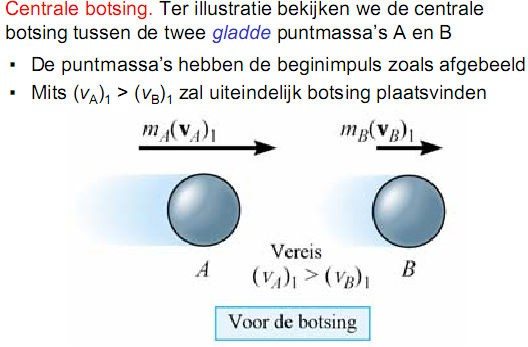 Centrale botsing. Ter illustratie bekijken we de centrale
botsing tussen de twee gladde puntmassa's A en B
▪ De puntmassa's hebben de beginimpuls zoals afgebeeld
▪ Mits (vA)1 > (vB)1 zal uiteindelijk botsing plaatsvinden
mA(vA)1 mB(vB)1
Vereis
A (vA)1 > (vB)1 B
Voor de botsing